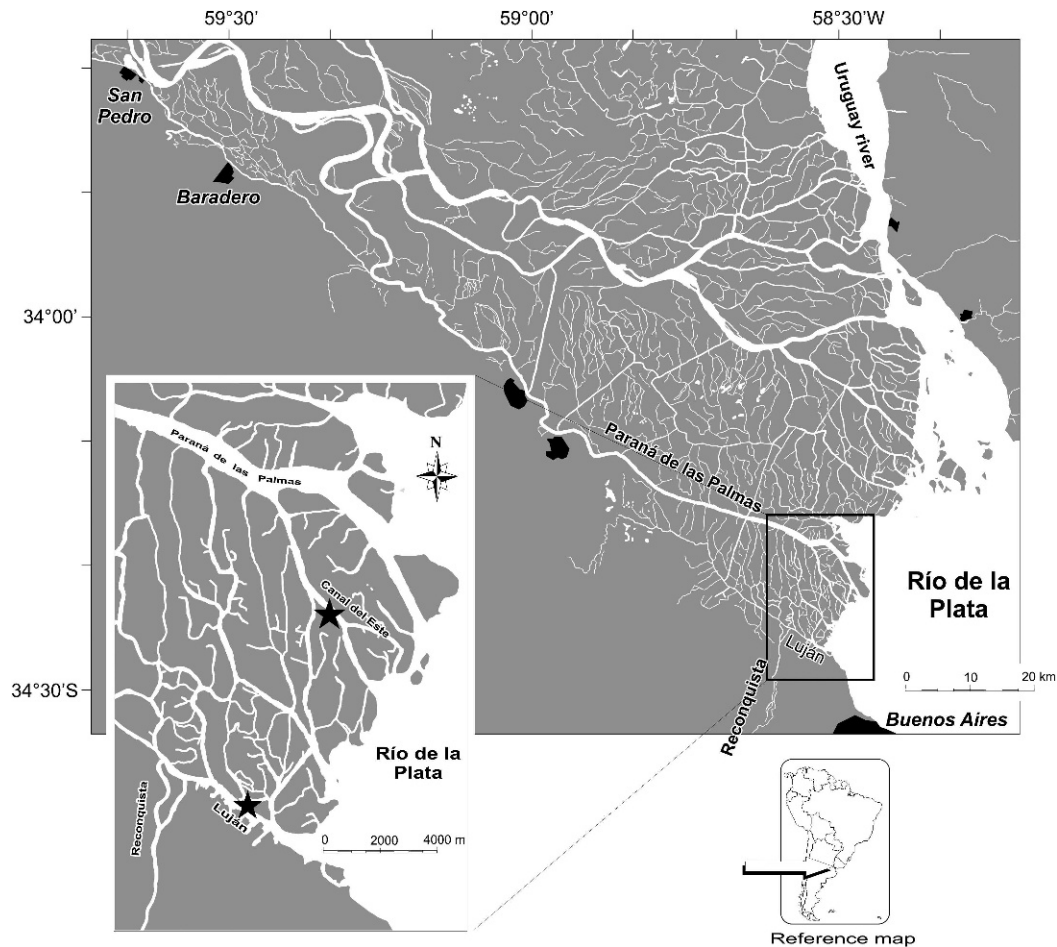 59°30'
59°00'
58°30'W
San
Pedro
Baradero
Uruguay river
34°00'
Paraná de las Palmas
Paraná de las Palmas
N
Canal del Este
Río de la
Plata
Luján
Reconquista
0 10 20 km
34°30'S
Buenos Aires
Río de la
Plata
Reconquista
Luján
0 2000 4000 m
Reference map